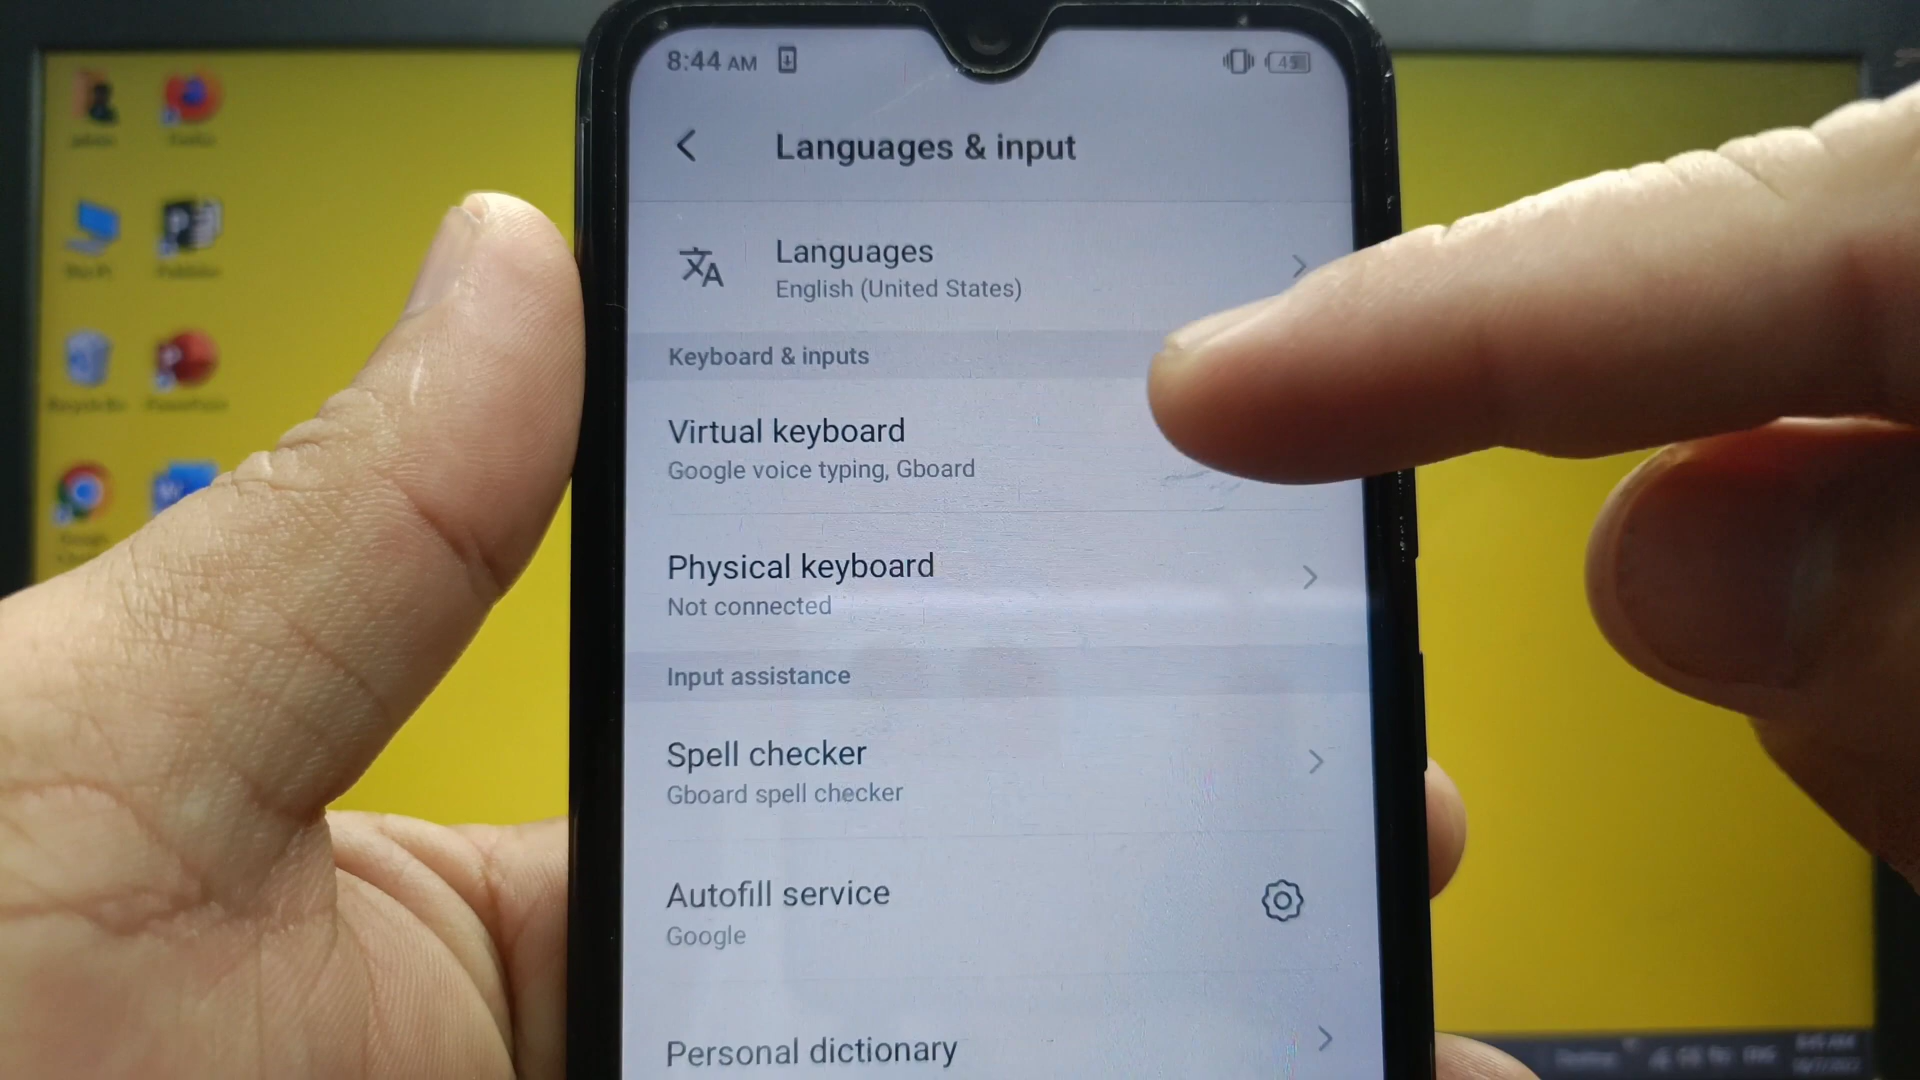 8:44 AM
45
Languages & input
Languages
English (United States)
Keyboard & inputs
Virtual keyboard
Google voice typing, Gboard
Physical keyboard
Not connected
Input assistance
Spell checker
Gboard spell checker
Autofill service
Google
Personal dictionary